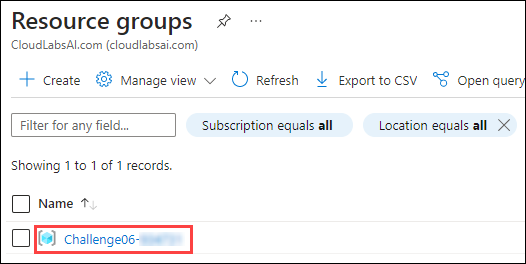 Resource groups
CloudLabsAI.com (cloudlabsai.com)
Create Manage view Refresh Export to CSV Open query
Filter for any field... Subscription equals all Location equals all
Showing 1 to 1 of 1 records.
Name
Challenge06-